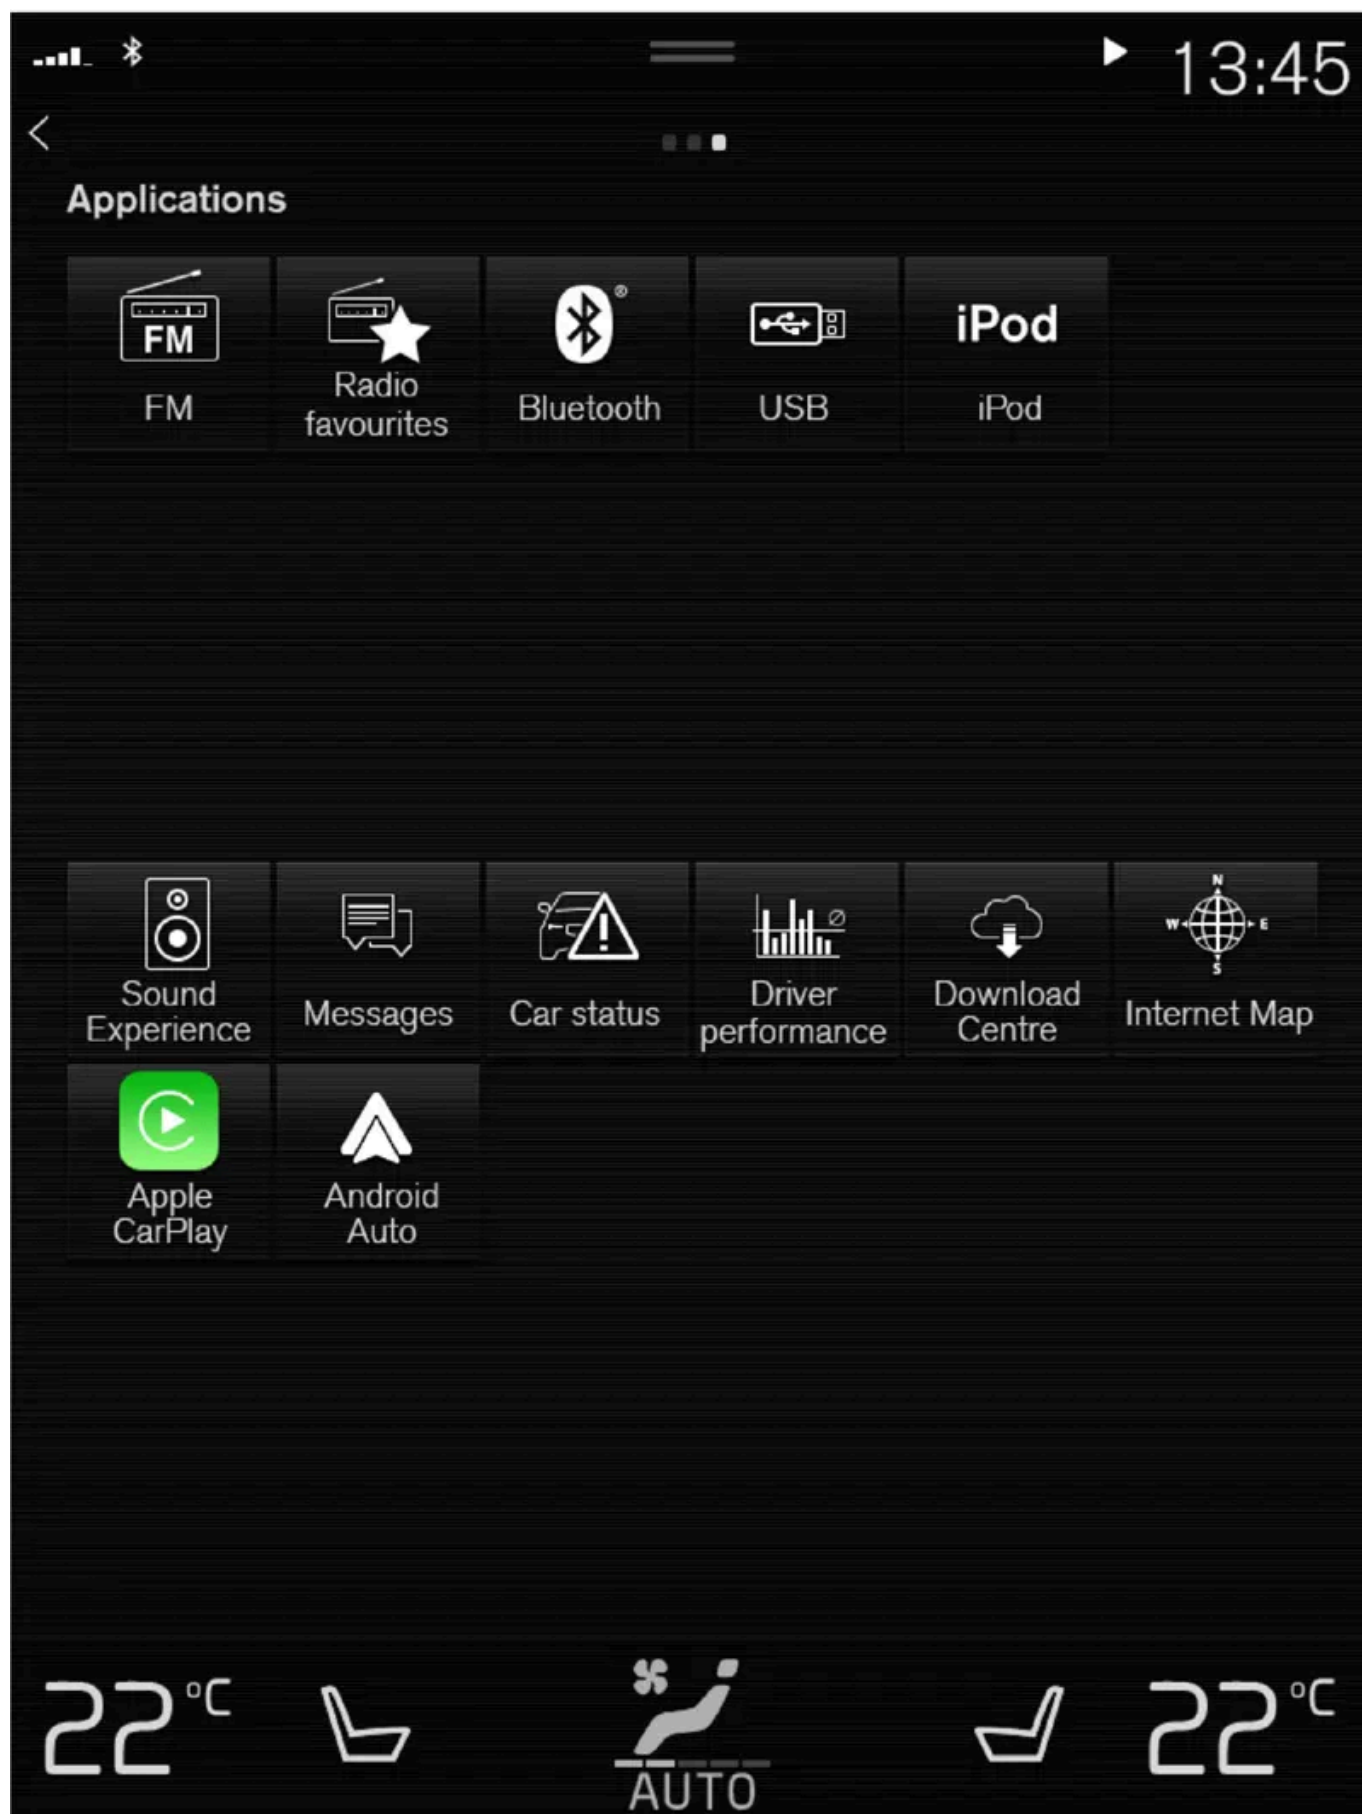 13:45
Applications
FM
FM
Radio
favourites
®
Bluetooth
USB
iPod
iPod
Sound
Experience
Messages
Car status
Driver
performance
Download
Centre
N
W E
S
Internet Map
Apple
CarPlay
Android
Auto
22°C
AUTO
22°C